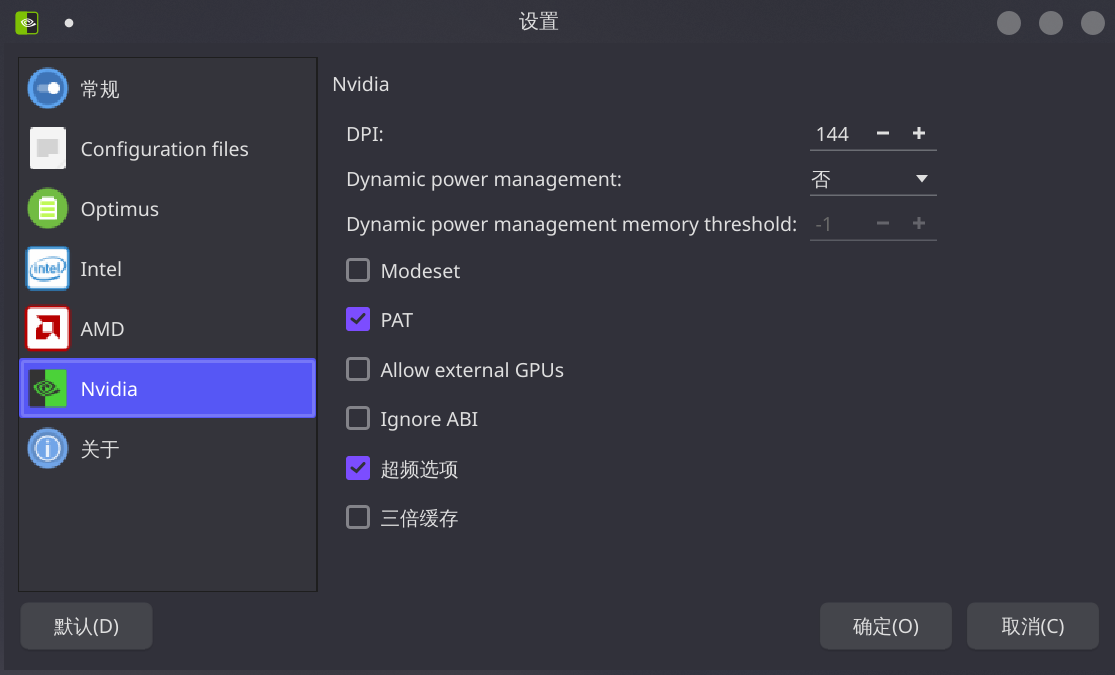 设置
常规
Configuration files
Optimus
intel
Intel
AMD
Nvidia
关于
Nvidia
DPI: 144
Dynamic power management: 否
Dynamic power management memory threshold: -1
Modeset
PAT
Allow external GPUs
Ignore ABI
超频选项
三倍缓存
默认(D)
确定(O)
取消(C)